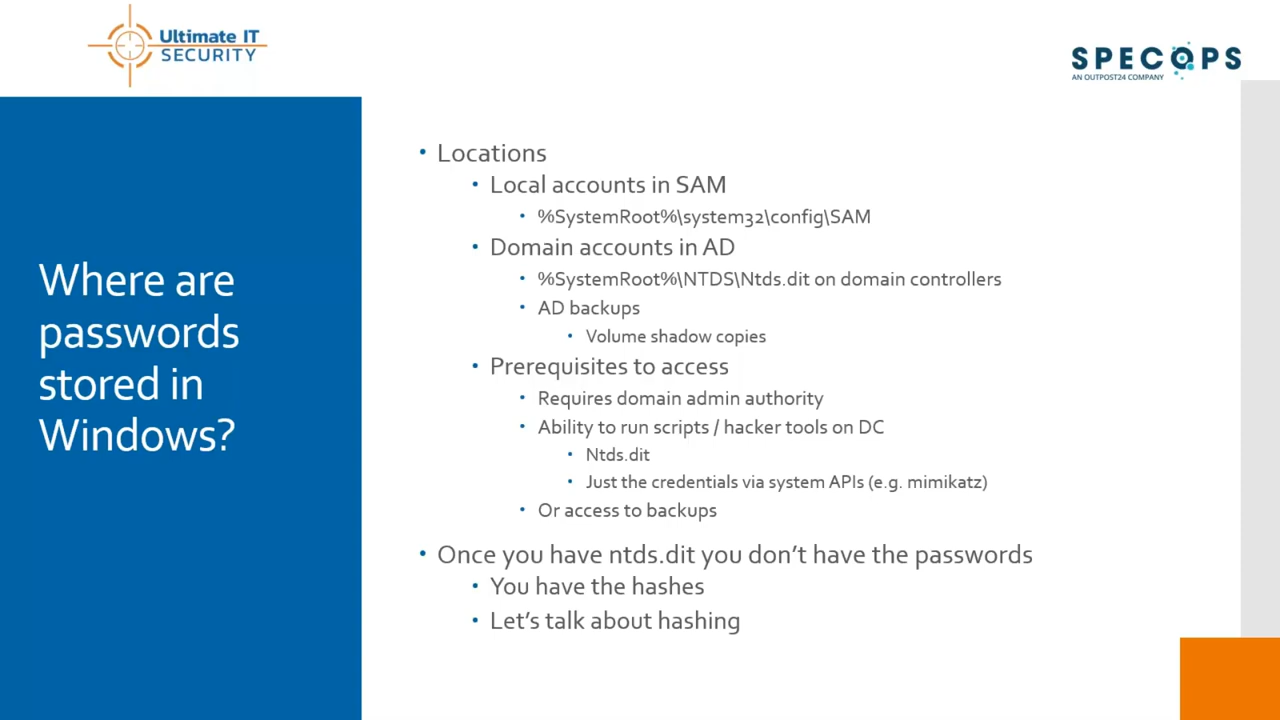 Ultimate IT
SECURITY
SPECOPS
AN OUTPOST24 COMPANY
Where are
passwords
stored in
Windows?
• Locations
• Local accounts in SAM
• %SystemRoot%\system32\config\SAM
• Domain accounts in AD
• %SystemRoot%\NTDS\Ntds.dit on domain controllers
• AD backups
• Volume shadow copies
• Prerequisites to access
• Requires domain admin authority
• Ability to run scripts / hacker tools on DC
• Ntds.dit
• Just the credentials via system APIs (e.g. mimikatz)
• Or access to backups
• Once you have ntds.dit you don’t have the passwords
• You have the hashes
• Let’s talk about hashing